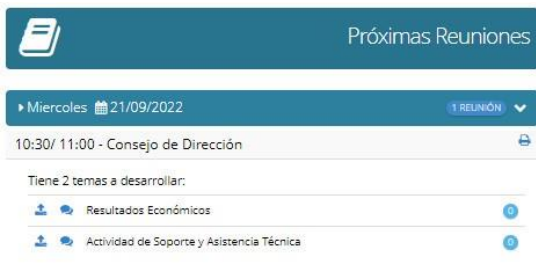 Próximas Reuniones
Miercoles 21/09/2022 1 REUNIÓN
10:30/ 11:00 - Consejo de Dirección
Tiene 2 temas a desarrollar:
Resultados Económicos 0
Actividad de Soporte y Asistencia Técnica 0